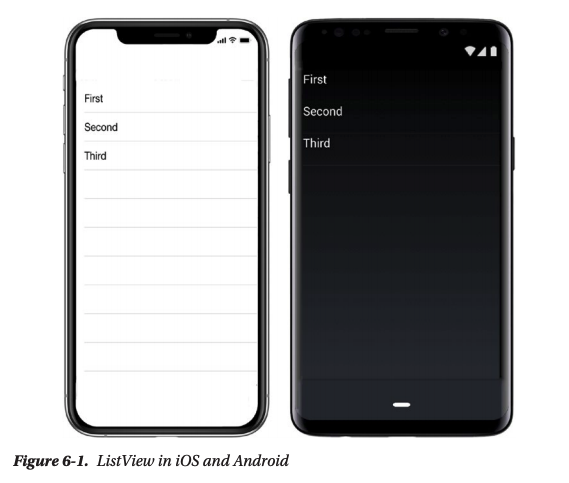 First
Second
Third
First
Second
Third
Figure 6-1. ListView in iOS and Android